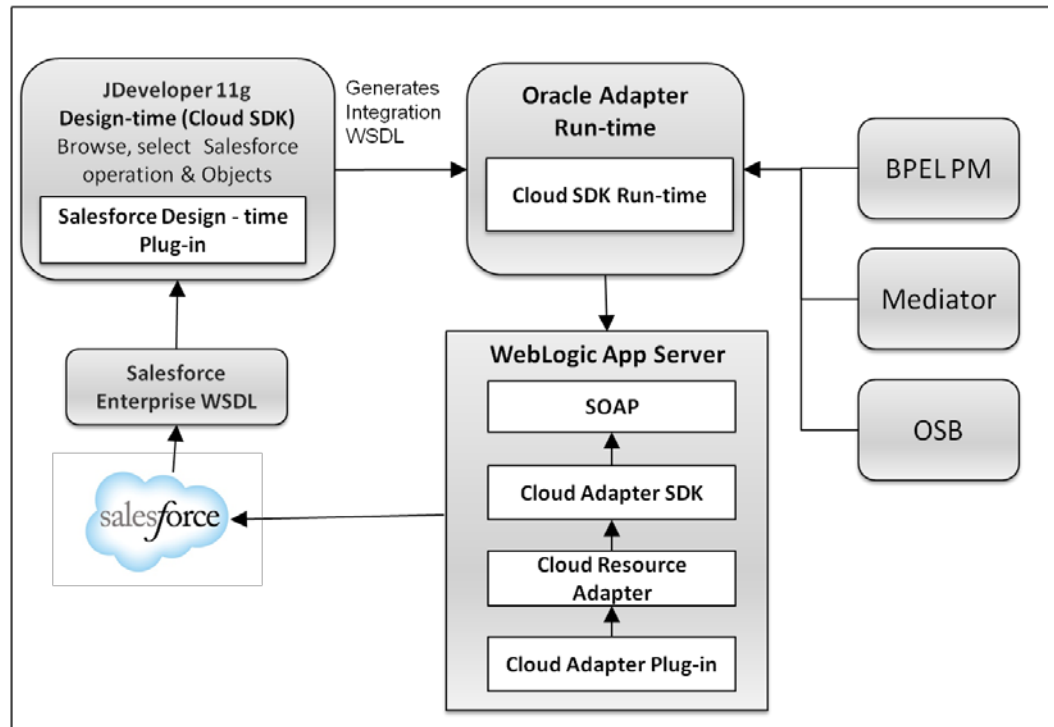 JDeveloper 11g
Design-time (Cloud SDK)
Browse, select Salesforce
operation & Objects
Salesforce Design - time
Plug-in
Generates
Integration
WSDL
Oracle Adapter
Run-time
Cloud SDK Run-time
BPEL PM
Mediator
OSB
Salesforce
Enterprise WSDL
salesforce
WebLogic App Server
SOAP
Cloud Adapter SDK
Cloud Resource
Adapter
Cloud Adapter Plug-in